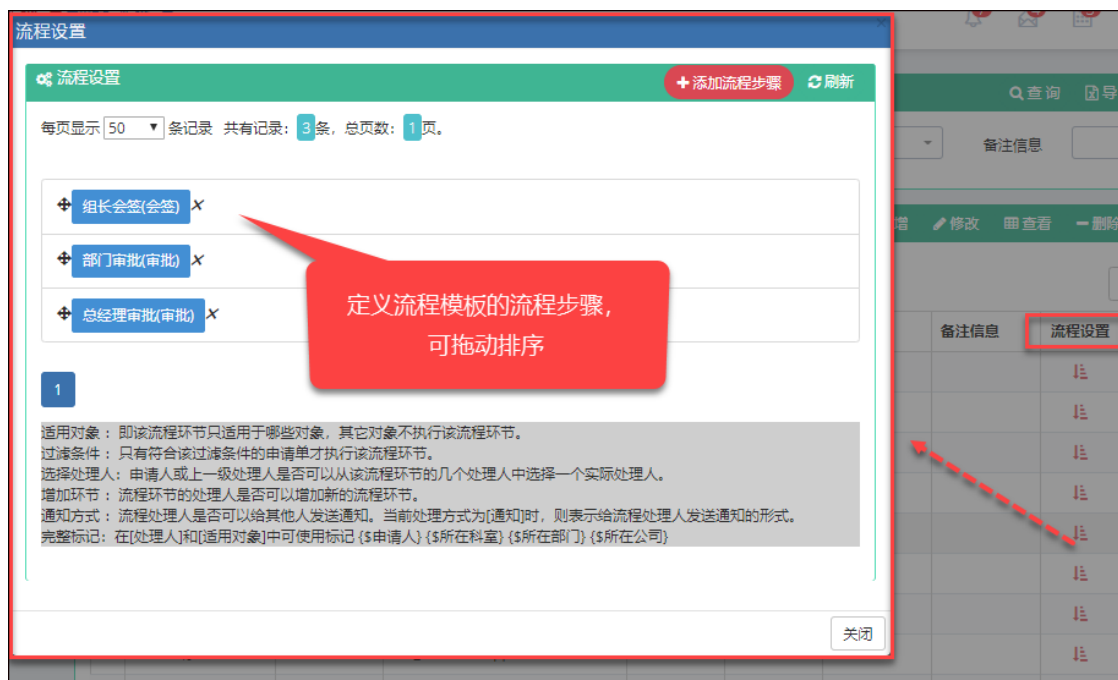 流程设置
流程设置
添加流程步骤
刷新
每页显示 50 条记录 共有记录：3条，总页数：1页。
组长会签(会签)
部门审批(审批)
总经理审批(审批)
定义流程模板的流程步骤，
可拖动排序
1
适用对象： 即该流程环节只适用于哪些对象，其它对象不执行该流程环节。
过滤条件： 只有符合该过滤条件的申请单才执行该流程环节。
选择处理人：申请人或上一级处理人是否可以从该流程环节的几个处理人中选择一个实际处理人。
增加环节： 流程环节的处理人是否可以增加新的流程环节。
通知方式： 流程处理人是否可以给其他人发送通知。当前处理方式为[通知]时，则表示给流程处理人发送通知的形式。
完整标记：在[处理人]和[适用对象]中可使用标记 {$申请人} {$所在科室} {$所在部门} {$所在公司}
关闭
查询 导
备注信息
增 修改 查看 删除
备注信息 流程设置